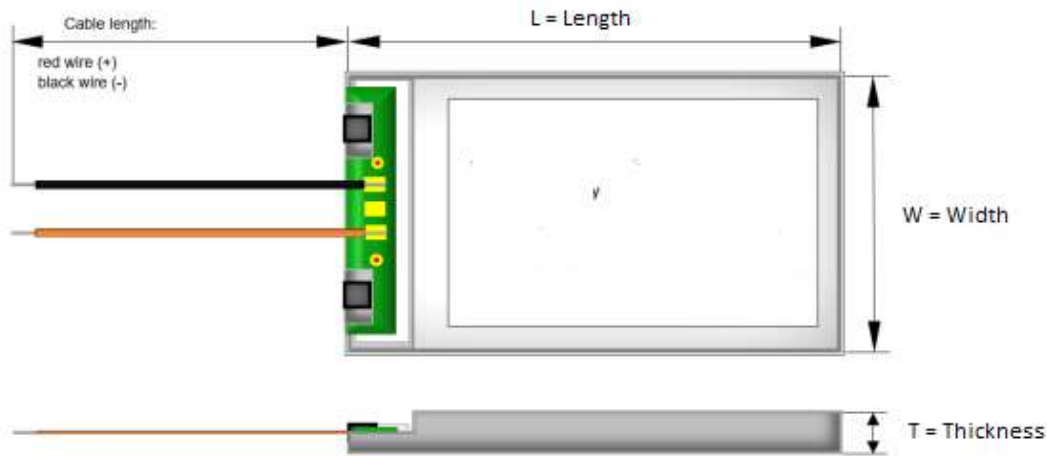 Cable length:
L = Length
red wire (+)
black wire (-)
y
W = Width
T = Thickness